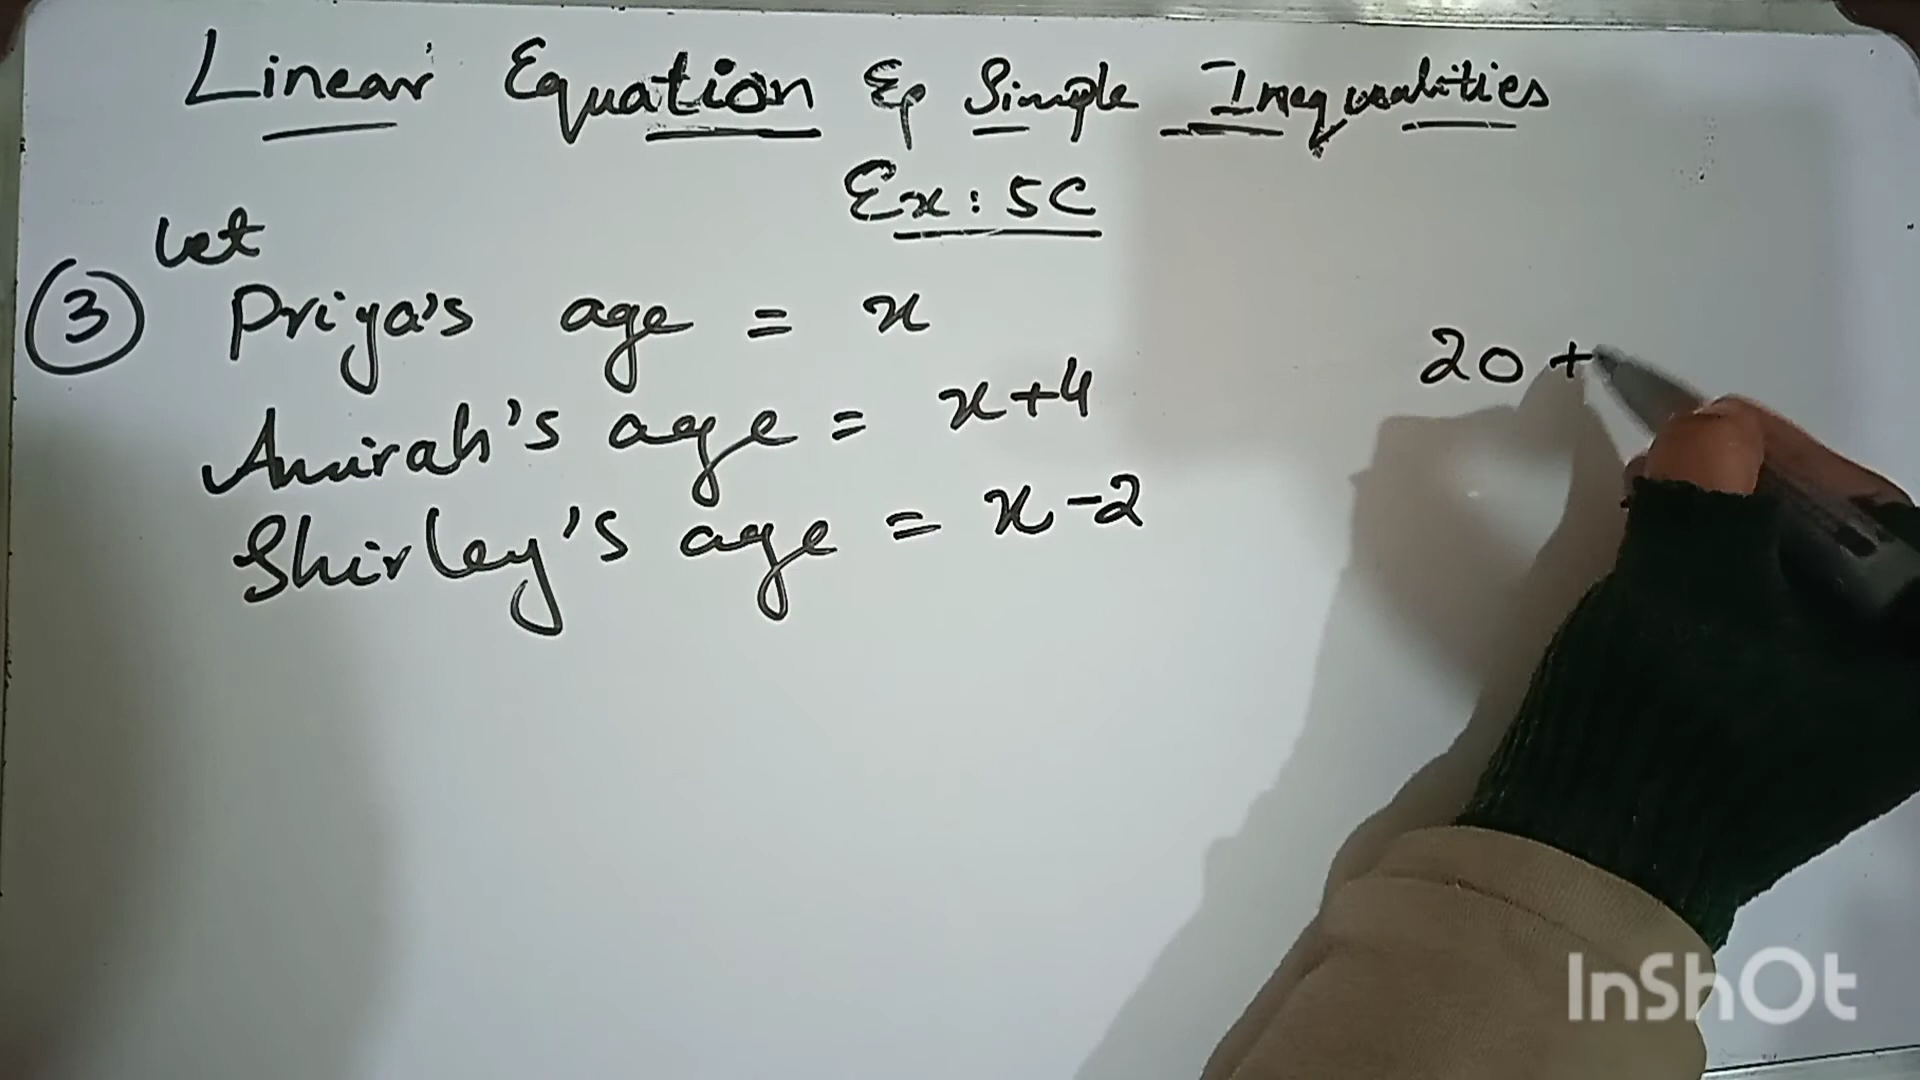 Linear Equation & Simple Inequalities
Ex: 5C
Let
3 Priya's age = x
Amirah's age = x+4
Shirley's age = x-2
20 +
InShOt